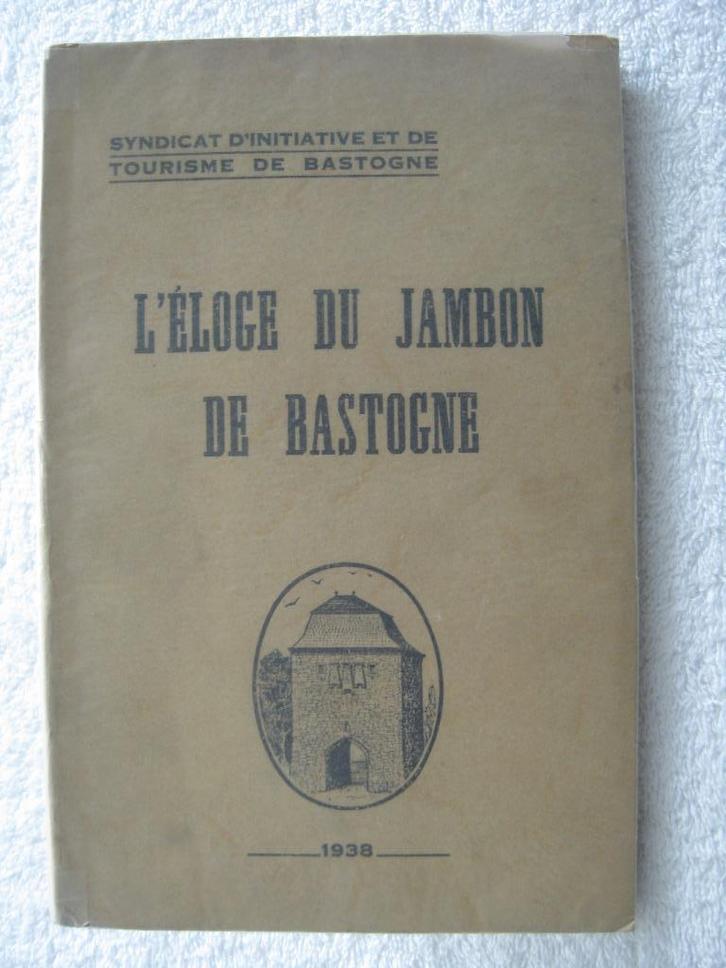 SYNDICAT D'INITIATIVE ET DE
TOURISME DE BASTOGNE
L'ÉLOGE DU JAMBON
DE BASTOGNE
1938